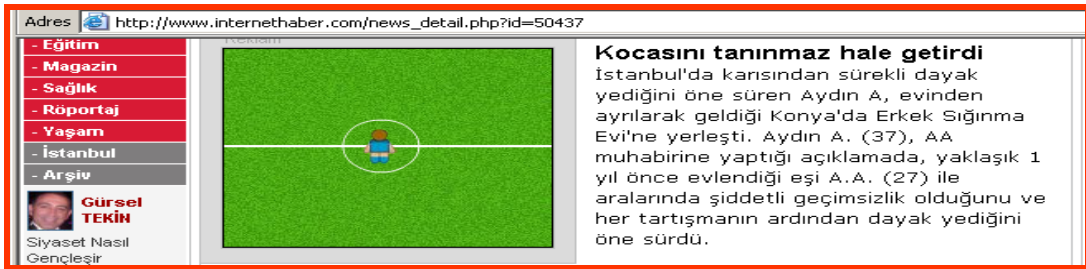 Adres http://www.internethaber.com/news_detail.php?id=50437
- Eğitim
- Magazin
- Sağlık
- Röportaj
- Yaşam
- İstanbul
- Arşiv
Gürsel
TEKİN
Siyaset Nasıl
Gençleşir
Reklam
Kocasını tanınmaz hale getirdi
İstanbul'da karısından sürekli dayak
yediğini öne süren Aydın A, evinden
ayrılarak geldiği Konya'da Erkek Sığınma
Evi'ne yerleşti. Aydın A. (37), AA
muhabirine yaptığı açıklamada, yaklaşık 1
yıl önce evlendiği eşi A.A. (27) ile
aralarında şiddetli geçimsizlik olduğunu ve
her tartışmanın ardından dayak yediğini
öne sürdü.